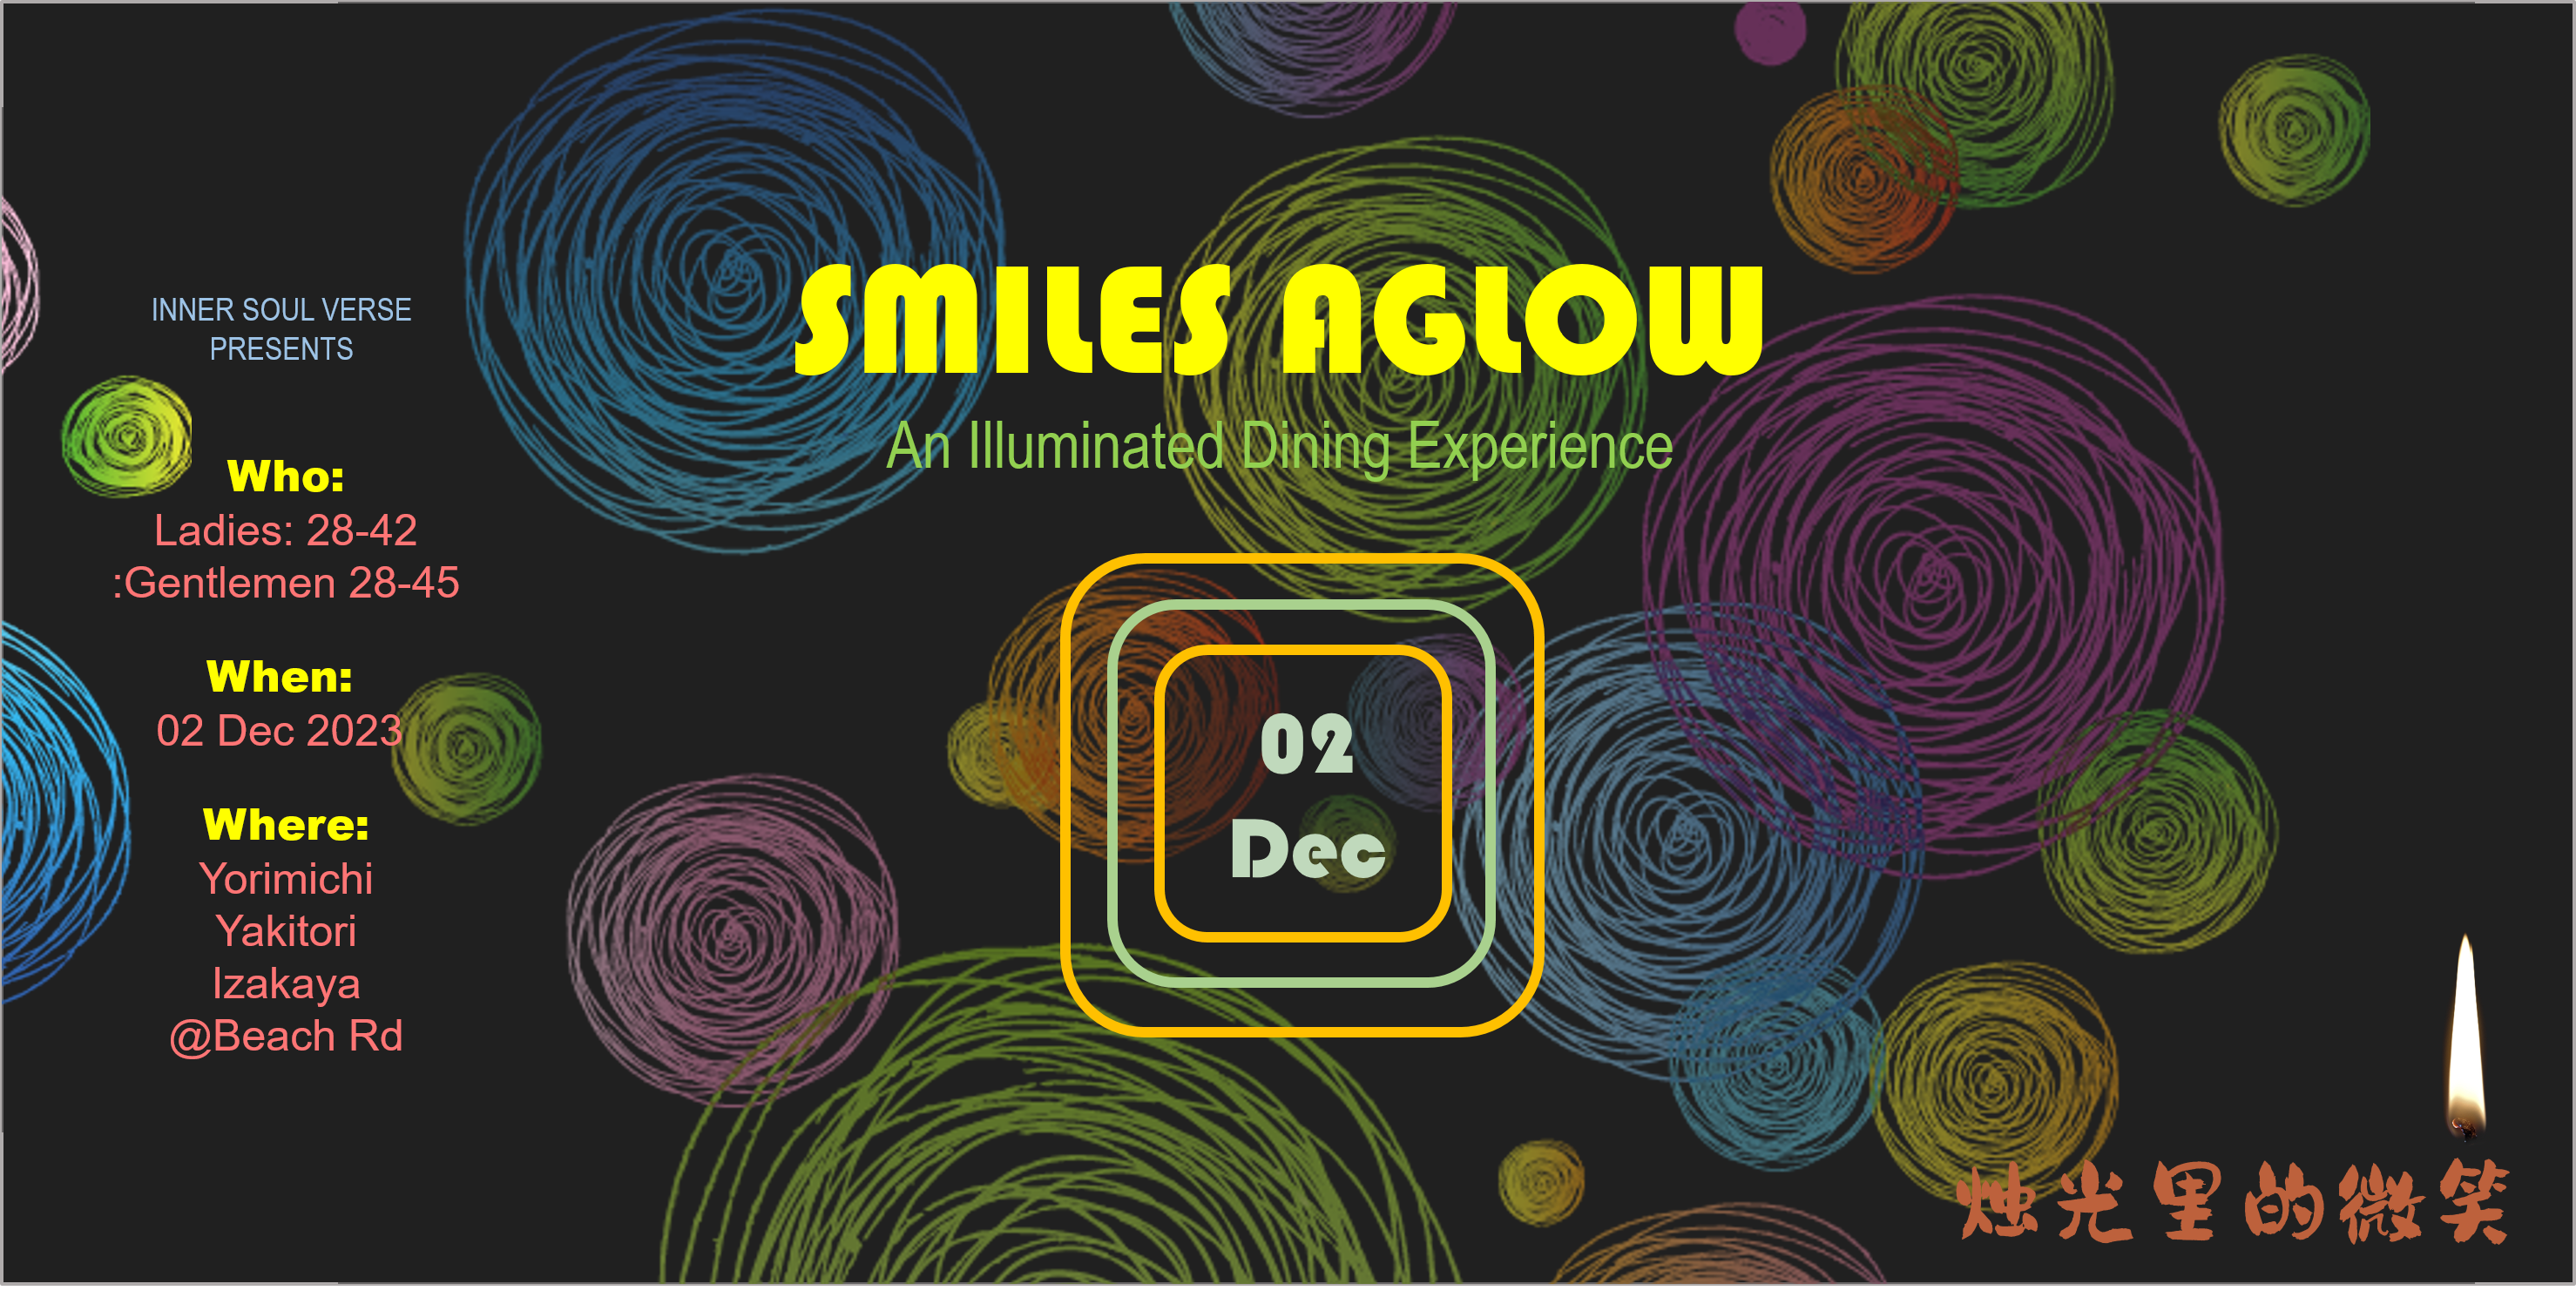 INNER SOUL VERSE
PRESENTS
SMILES AGLOW
An Illuminated Dining Experience
Who:
Ladies: 28-42
:Gentlemen 28-45
When:
02 Dec 2023
Where:
Yorimichi
Yakitori
Izakaya
@Beach Rd
02
Dec
烛光里的微笑